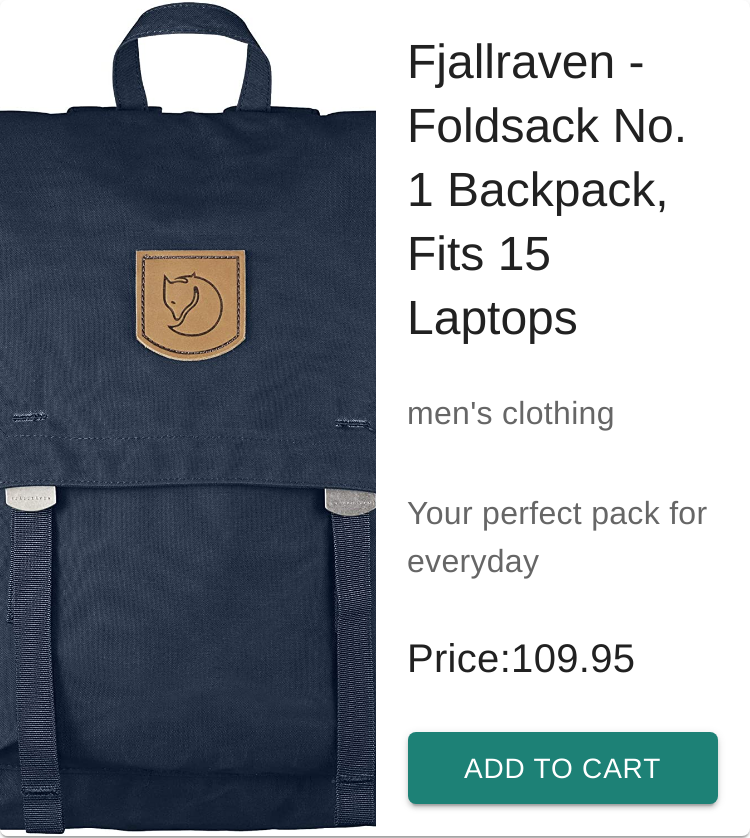 Fjallraven -
Foldsack No.
1 Backpack,
Fits 15
Laptops
men's clothing
Your perfect pack for
everyday
Price:109.95
ADD TO CART